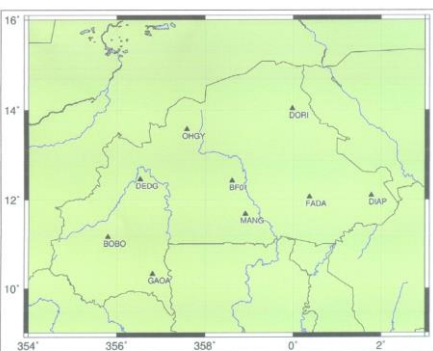 16°
14°
12°
10°
DORI
OHGY
DEDG
BF01
FADA
DIAP
MANG
BOBO
GAOA
354
356
358
0°
2°